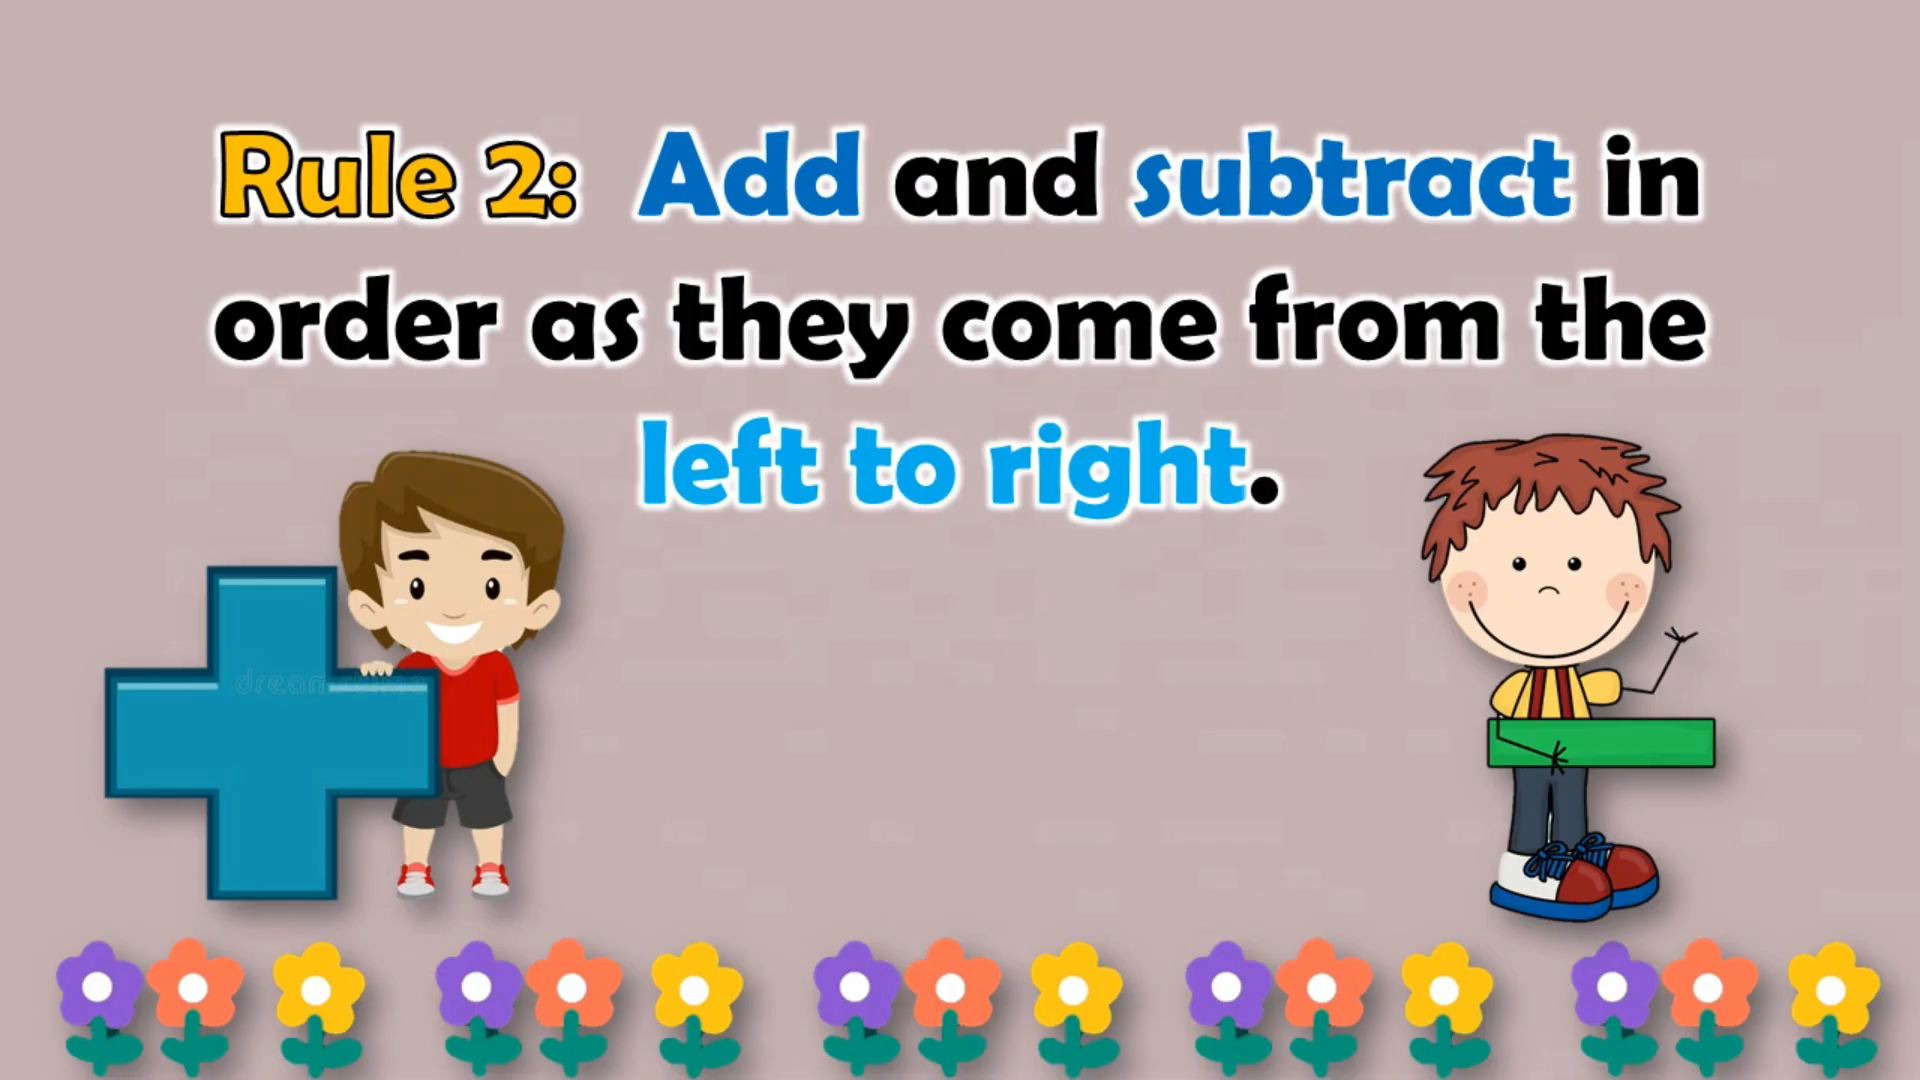 Rule 2: Add and subtract in
order as they come from the
left to right.